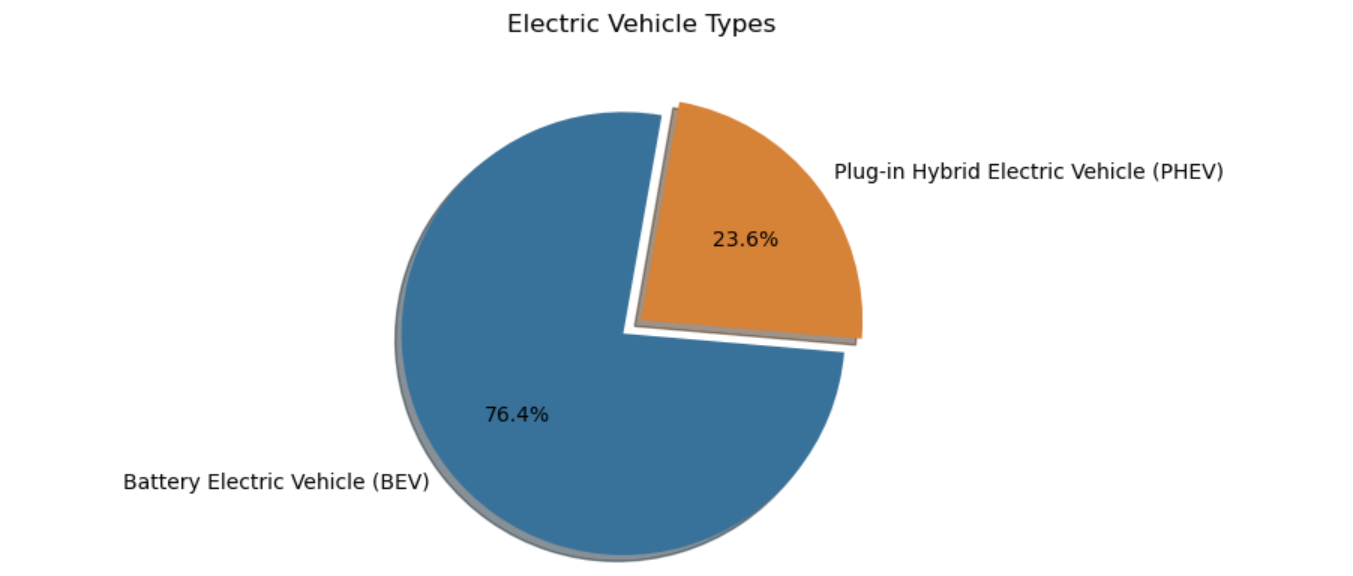 Electric Vehicle Types
Plug-in Hybrid Electric Vehicle (PHEV)
23.6%
76.4%
Battery Electric Vehicle (BEV)